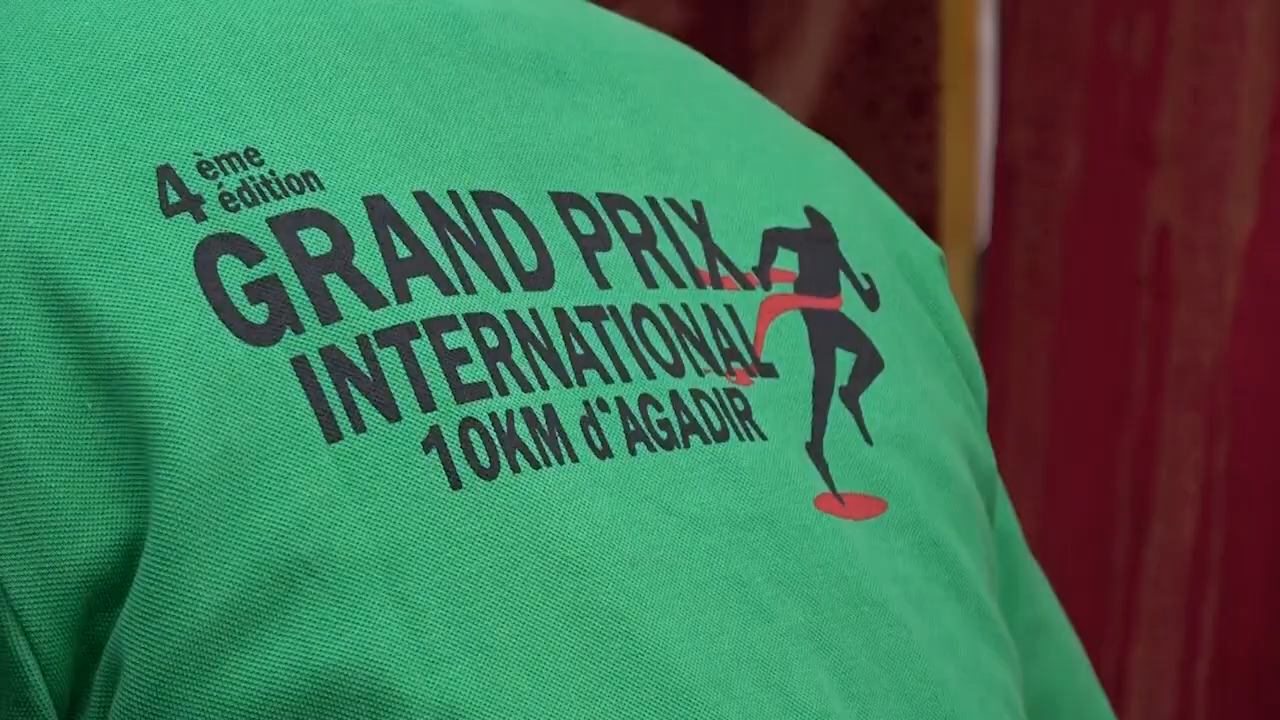 4ème
édition
GRAND PRIX
INTERNATIONAL
10KM d'AGADIR